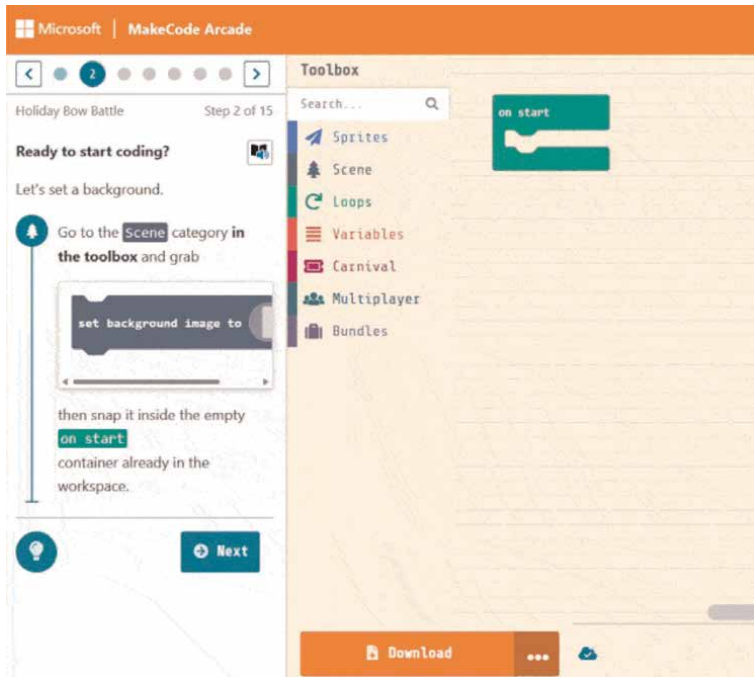 Microsoft | MakeCode Arcade
2
Holiday Bow Battle Step 2 of 15
Ready to start coding?
Let's set a background.
Go to the Scene category in
the toolbox and grab
set background image to
then snap it inside the empty
on start
container already in the
workspace.
Next
Toolbox
Search...
Sprites
Scene
Loops
Variables
Carnival
Multiplayer
Bundles
on start
Download